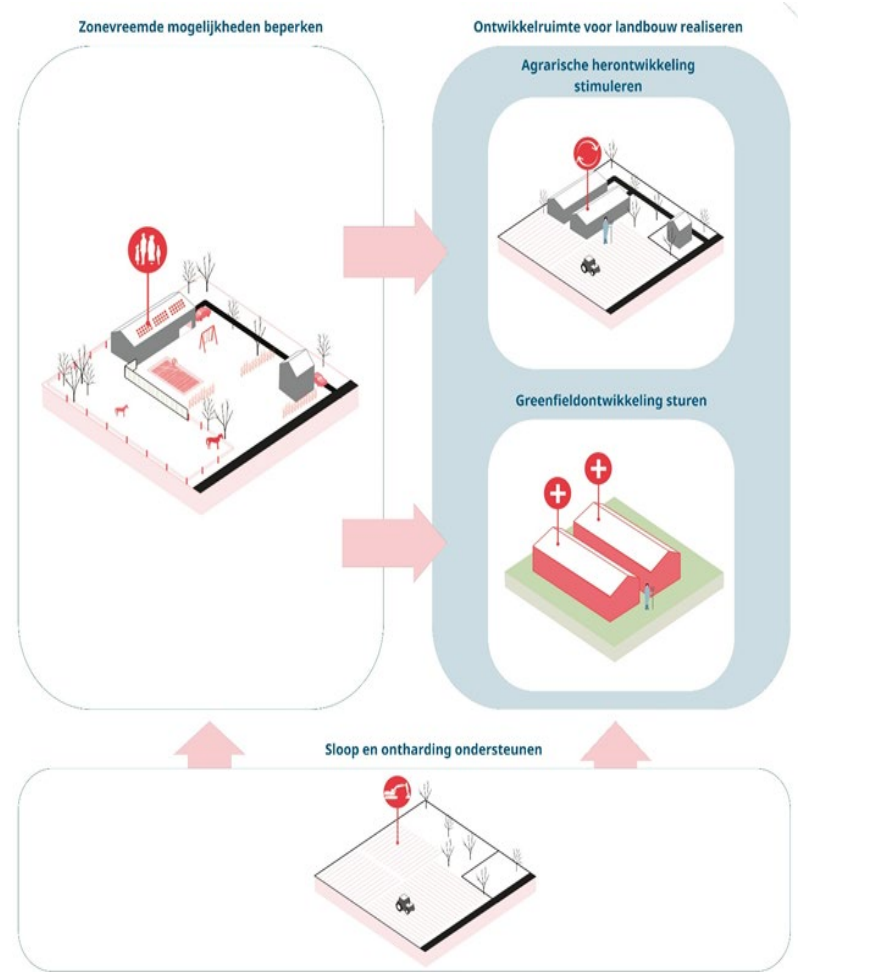 Zonevreemde mogelijkheden beperken
Ontwikkelruimte voor landbouw realiseren
Agrarische herontwikkeling
stimuleren
Greenfieldontwikkeling sturen
Sloop en ontharding ondersteunen